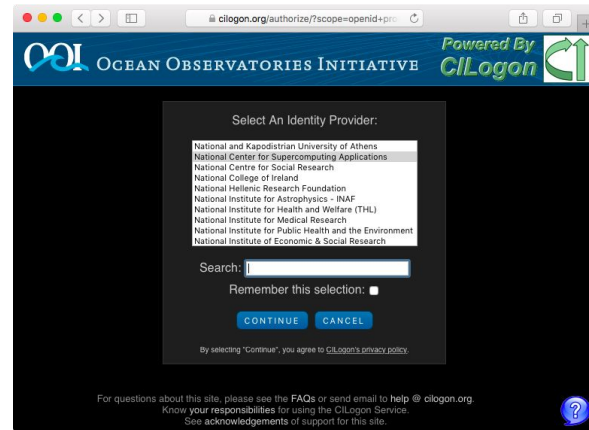 cilogon.org/authorize/?scope=openid+pro
OOI OCEAN OBSERVATORIES INITIATIVE
Powered By
CILogon
Select An Identity Provider:
National and Kapodistrian University of Athens
National Center for Supercomputing Applications
National Centre for Social Research
National College of Ireland
National Hellenic Research Foundation
National Institute for Astrophysics - INAF
National Institute for Health and Welfare (THL)
National Institute for Medical Research
National Institute for Public Health and the Environment
National Institute of Economic & Social Research
Search:
Remember this selection:
CONTINUE CANCEL
By selecting "Continue", you agree to CILogon's privacy policy.
For questions about this site, please see the FAQs or send email to help @ cilogon.org.
Know your responsibilities for using the CILogon Service.
See acknowledgements of support for this site.
?